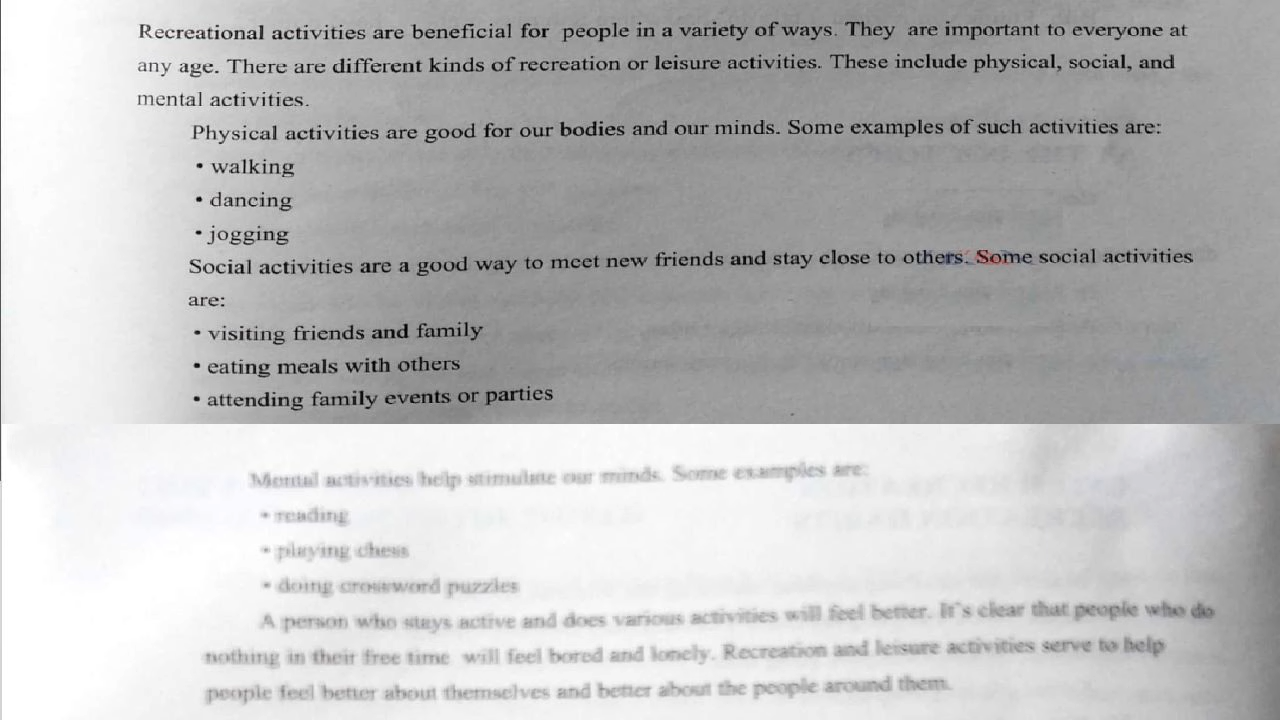 Recreational activities are beneficial for people in a variety of ways. They are important to everyone at
any age. There are different kinds of recreation or leisure activities. These include physical, social, and
mental activities.
Physical activities are good for our bodies and our minds. Some examples of such activities are:
• walking
• dancing
• jogging
Social activities are a good way to meet new friends and stay close to others. Some social activities
are:
• visiting friends and family
• eating meals with others
• attending family events or parties
Mental activities help stimulate our minds. Some examples are:
• reading
• playing chess
• doing crossword puzzles
A person who stays active and does various activities will feel better. It's clear that people who do
nothing in their free time will feel bored and lonely. Recreation and leisure activities serve to help
people feel better about themselves and better about the people around them.